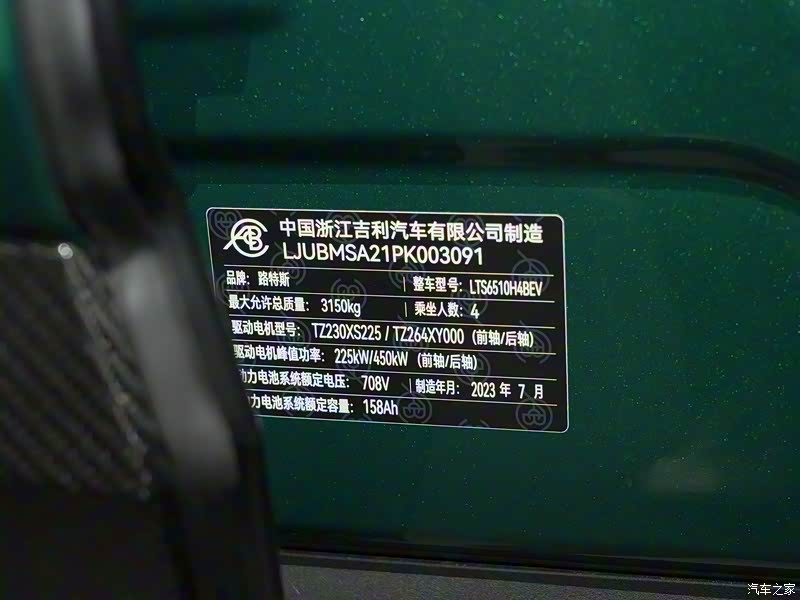 中国浙江吉利汽车有限公司制造
LJUBMSA21PK003091
品牌: 路特斯 | 整车型号: LTS6510H4BEV
最大允许总质量: 3150kg | 乘坐人数: 4
驱动电机型号: TZ230XS225 / TZ264XY000 (前轴/后轴)
驱动电机峰值功率: 225kW/450kW (前轴/后轴)
动力电池系统额定电压: 708V | 制造年月: 2023 年 7 月
力电池系统额定容量: 158Ah
汽车之家